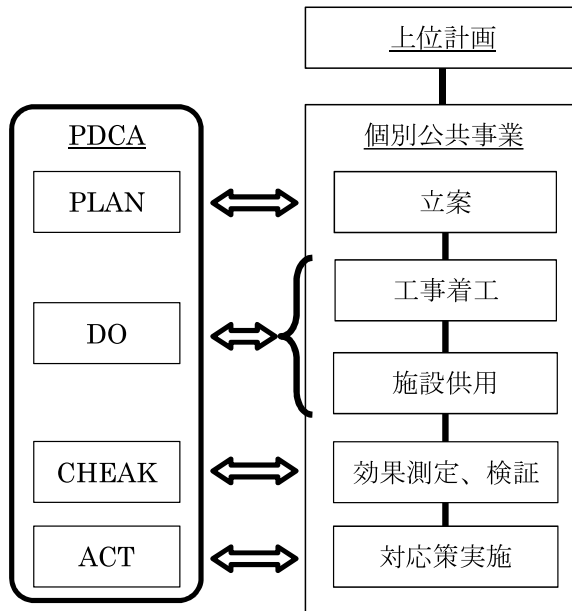 上位計画
PDCA
PLAN
DO
CHEAK
ACT
個別公共事業
立案
工事着工
施設供用
効果測定、検証
対応策実施